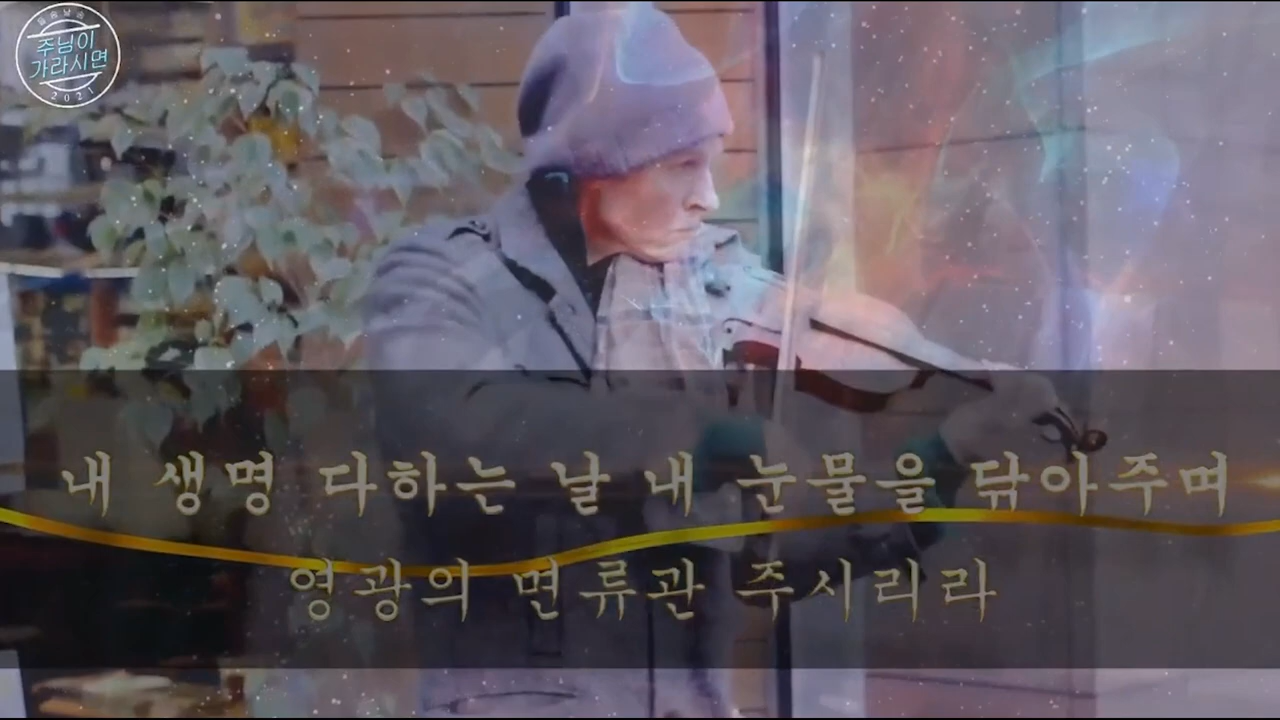 주님이
가라시면
2021
내 생명 다하는 날 내 눈물을 닦아주며
영광의 면류관 주시리라